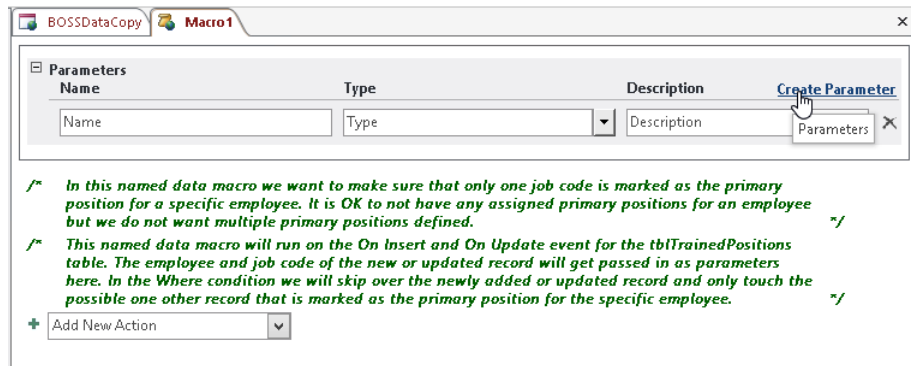 BOSSDataCopy Macro1
Parameters
Name Type Description Create Parameter
Name Type Description
Parameters
/* In this named data macro we want to make sure that only one job code is marked as the primary
position for a specific employee. It is OK to not have any assigned primary positions for an employee
but we do not want multiple primary positions defined. */
/* This named data macro will run on the On Insert and On Update event for the tblTrainedPositions
table. The employee and job code of the new or updated record will get passed in as parameters
here. In the Where condition we will skip over the newly added or updated record and only touch the
possible one other record that is marked as the primary position for the specific employee. */
Add New Action